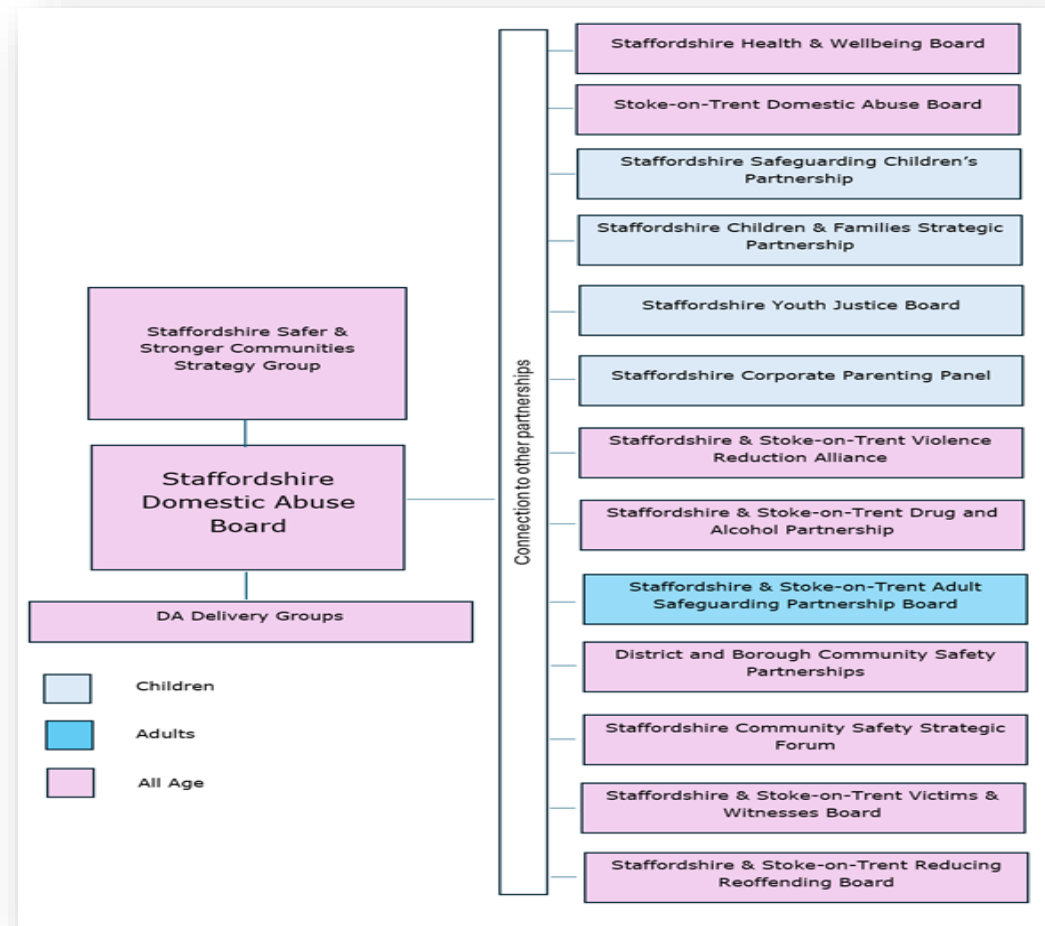 Staffordshire Safer &
Stronger Communities
Strategy Group
Staffordshire
Domestic Abuse
Board
DA Delivery Groups
Children
Adults
All Age
Connection to other partnerships
Staffordshire Health & Wellbeing Board
Stoke-on-Trent Domestic Abuse Board
Staffordshire Safeguarding Children’s
Partnership
Staffordshire Children & Families Strategic
Partnership
Staffordshire Youth Justice Board
Staffordshire Corporate Parenting Panel
Staffordshire & Stoke-on-Trent Violence
Reduction Alliance
Staffordshire & Stoke-on-Trent Drug and
Alcohol Partnership
Staffordshire & Stoke-on-Trent Adult
Safeguarding Partnership Board
District and Borough Community Safety
Partnerships
Staffordshire Community Safety Strategic
Forum
Staffordshire & Stoke-on-Trent Victims &
Witnesses Board
Staffordshire & Stoke-on-Trent Reducing
Reoffending Board